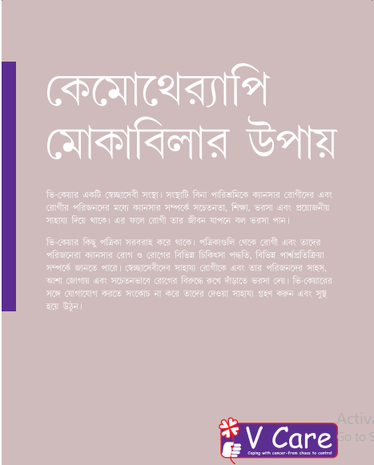 কেমোথের‍্যাপি
মোকাবিলার উপায়
ভি-কেয়ার একটি স্বেচ্ছাসেবী সংস্থা। সংস্থাটি বিনা পারিশ্রমিকে ক্যানসার রোগীদের এবং
রোগীর পরিজনদের মধ্যে ক্যানসার সম্পর্কে সচেতনতা, শিক্ষা, ভরসা এবং প্রয়োজনীয়
সাহায্য দিয়ে থাকে। এর ফলে রোগী তার জীবন যাপনে বল ভরসা পান।
ভি-কেয়ার কিছু পত্রিকা সরবরাহ করে থাকে। পত্রিকাগুলি থেকে রোগী এবং তাদের
পরিজনেরা ক্যানসার রোগ ও রোগের বিভিন্ন চিকিৎসা পদ্ধতি, বিভিন্ন পার্শ্বপ্রতিক্রিয়া
সম্পর্কে জানতে পারে। স্বেচ্ছাসেবীদের সাহায্য রোগীকে এবং তার পরিজনদের সাহস,
আশা জোগায় এবং সচেতনভাবে রোগের বিরুদ্ধে রুখে দাঁড়াতে ভরসা দেয়। ভি-কেয়ারের
সঙ্গে যোগাযোগ করতে সংকোচ না করে তাদের দেওয়া সাহায্য গ্রহণ করুন এবং সুস্থ
হয়ে উঠুন।
V Care
Coping with cancer-from chaos to control
Activa
Go to S